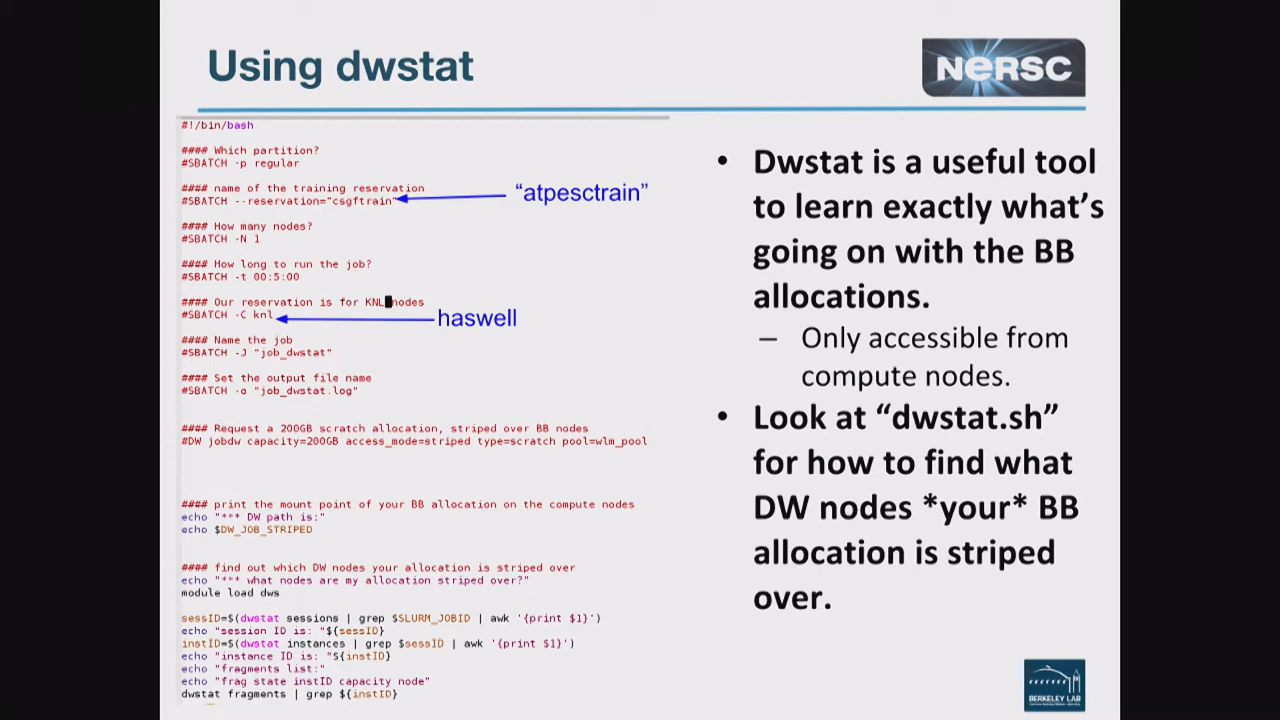 Using dwstat
NERSC
#!/bin/bash
#### Which partition?
#SBATCH -p regular
#### name of the training reservation
#SBATCH --reservation="csgftrain"
“atpesctrain”
#### How many nodes?
#SBATCH -N 1
#### How long to run the job?
#SBATCH -t 00:5:00
#### Our reservation is for KNL nodes
#SBATCH -C knl
haswell
#### Name the job
#SBATCH -J "job_dwstat"
#### Set the output file name
#SBATCH -o "job_dwstat.log"
#### Request a 200GB scratch allocation, striped over BB nodes
#DW jobdw capacity=200GB access_mode=striped type=scratch pool=wlm_pool
#### print the mount point of your BB allocation on the compute nodes
echo "*** DW path is:"
echo $DW_JOB_STRIPED
#### find out which DW nodes your allocation is striped over
echo "*** what nodes are my allocation striped over?"
module load dws
sessID=$(dwstat sessions | grep $SLURM_JOBID | awk '{print $1}')
echo "session ID is: "${sessID}
instID=$(dwstat instances | grep $sessID | awk '{print $1}')
echo "instance ID is: "${instID}
echo "fragments list:"
echo "frag state instID capacity node"
dwstat fragments | grep ${instID}
• Dwstat is a useful tool
to learn exactly what’s
going on with the BB
allocations.
– Only accessible from
compute nodes.
• Look at “dwstat.sh”
for how to find what
DW nodes *your* BB
allocation is striped
over.
BERKELEY LAB